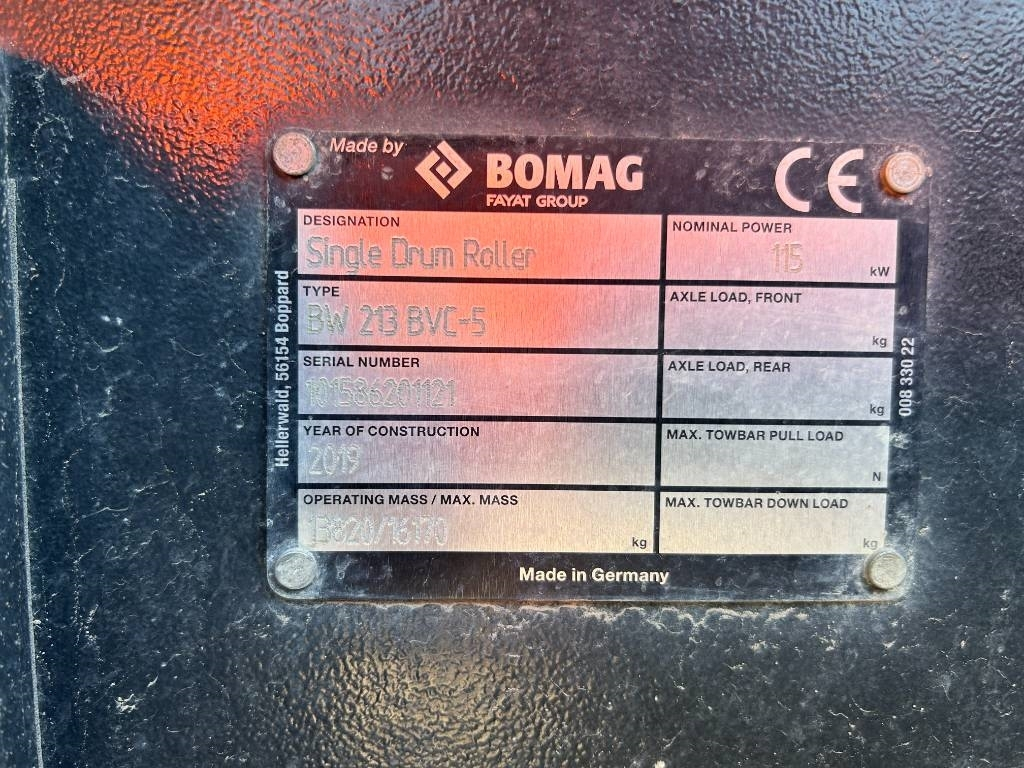 Made by
BOMAG
FAYAT GROUP
CE
DESIGNATION
Single Drum Roller
NOMINAL POWER
115
kW
TYPE
BW 213 BVC-5
AXLE LOAD, FRONT
kg
SERIAL NUMBER
101586201121
AXLE LOAD, REAR
kg
YEAR OF CONSTRUCTION
2019
MAX. TOWBAR PULL LOAD
N
OPERATING MASS / MAX. MASS
13820/16170
kg
MAX. TOWBAR DOWN LOAD
kg
Made in Germany
Hellerwald, 56154 Boppard
008 330 22